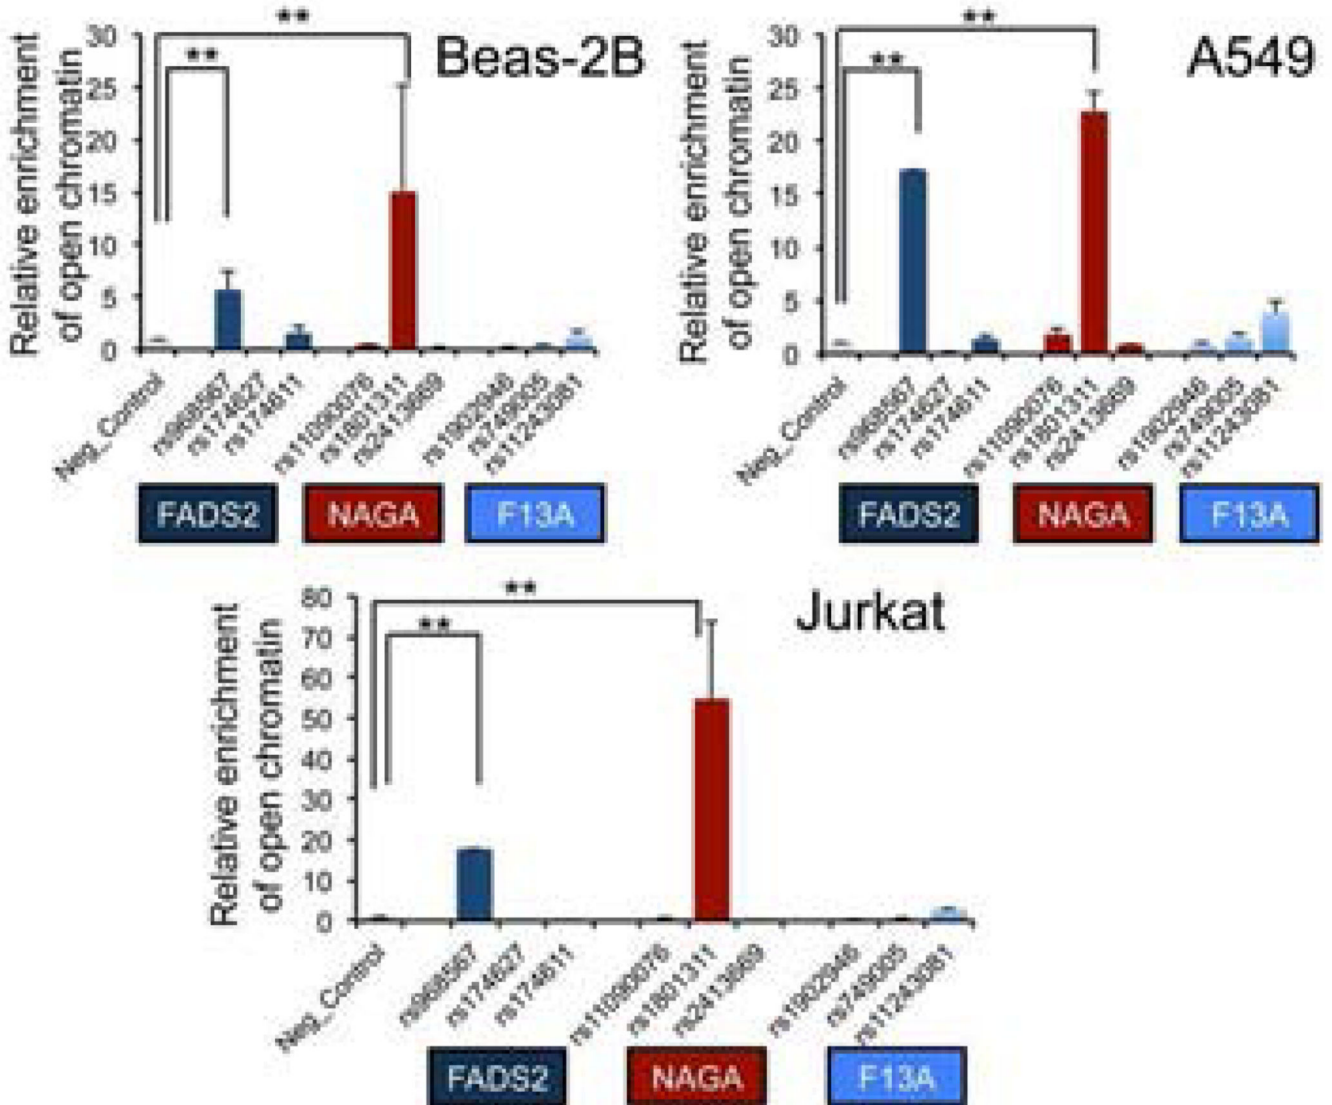 **
**
Beas-2B
Relative enrichment
of open chromatin
30
25
20
15
10
5
0
Neg_Control
rs968567
rs174627
rs174611
rs11090076
rs1801311
rs2413669
rs1902946
rs749005
rs11243081
FADS2
NAGA
F13A
**
**
A549
Relative enrichment
of open chromatin
30
25
20
15
10
5
0
Neg_Control
rs968567
rs174627
rs174611
rs11090076
rs1801311
rs2413669
rs1902946
rs749005
rs11243081
FADS2
NAGA
F13A
**
**
Jurkat
Relative enrichment
of open chromatin
80
70
60
50
40
30
20
10
0
Neg_Control
rs968567
rs174627
rs174611
rs11090076
rs1801311
rs2413669
rs1902946
rs749005
rs11243081
FADS2
NAGA
F13A